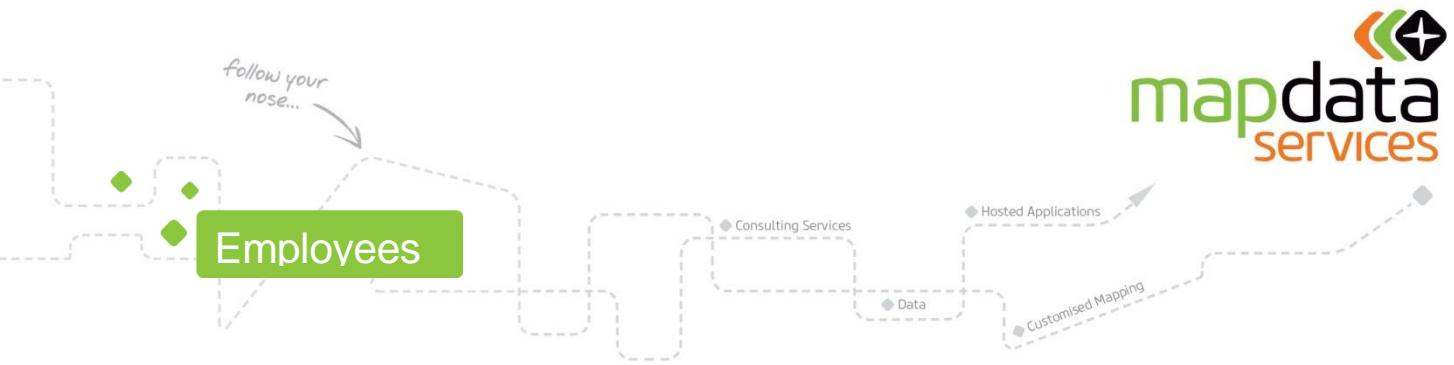 follow your
nose...
mapdata
services
Employees
Consulting Services
Hosted Applications
Data
Customised Mapping